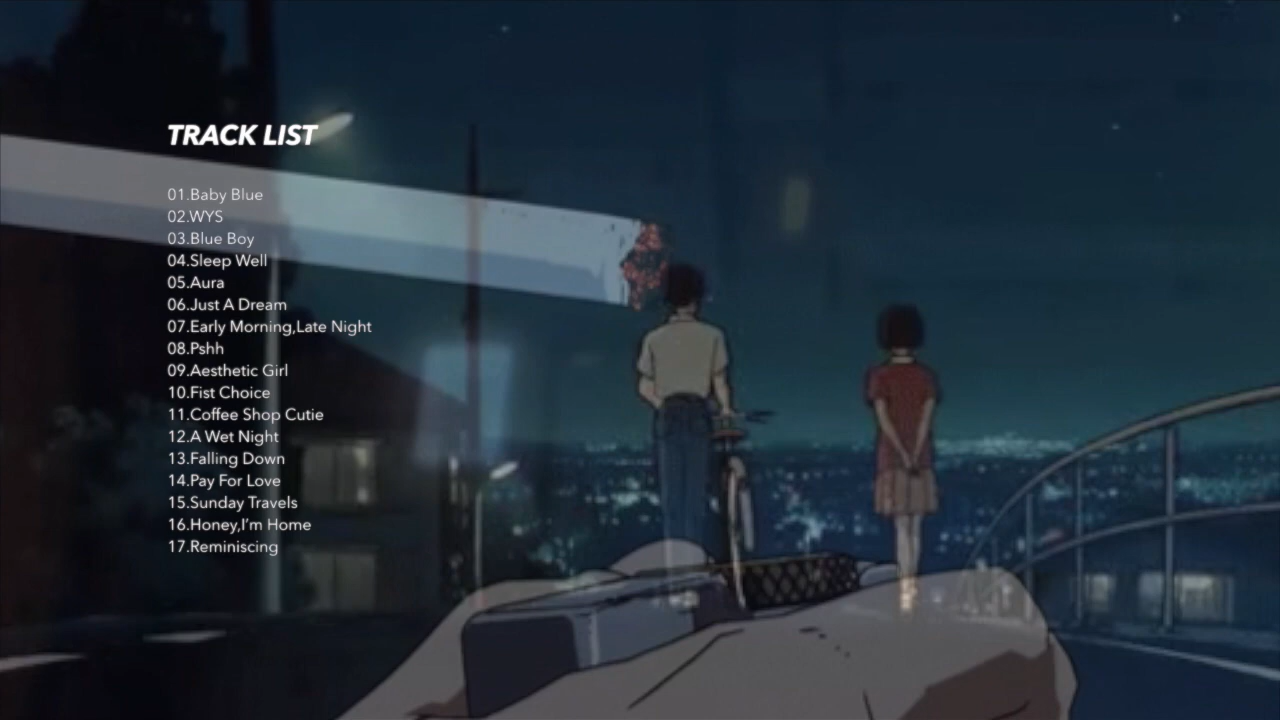 TRACK LIST
01.Baby Blue
02.WYS
03.Blue Boy
04.Sleep Well
05.Aura
06.Just A Dream
07.Early Morning,Late Night
08.Pshh
09.Aesthetic Girl
10.Fist Choice
11.Coffee Shop Cutie
12.A Wet Night
13.Falling Down
14.Pay For Love
15.Sunday Travels
16.Honey,I’m Home
17.Reminiscing